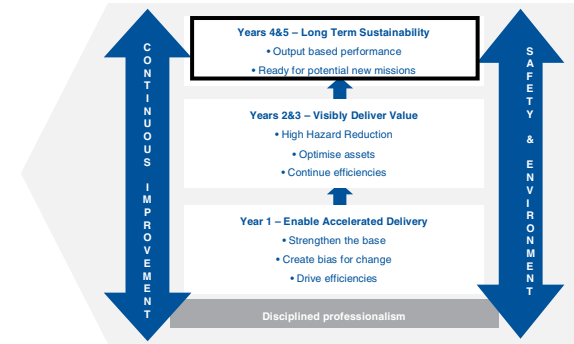 CONTINUOUS IMPROVEMENT
Years 4&5 – Long Term Sustainability
• Output based performance
• Ready for potential new missions
Years 2&3 – Visibly Deliver Value
• High Hazard Reduction
• Optimise assets
• Continue efficiencies
Year 1 – Enable Accelerated Delivery
• Strengthen the base
• Create bias for change
• Drive efficiencies
Disciplined professionalism
SAFETY & ENVIRONMENT